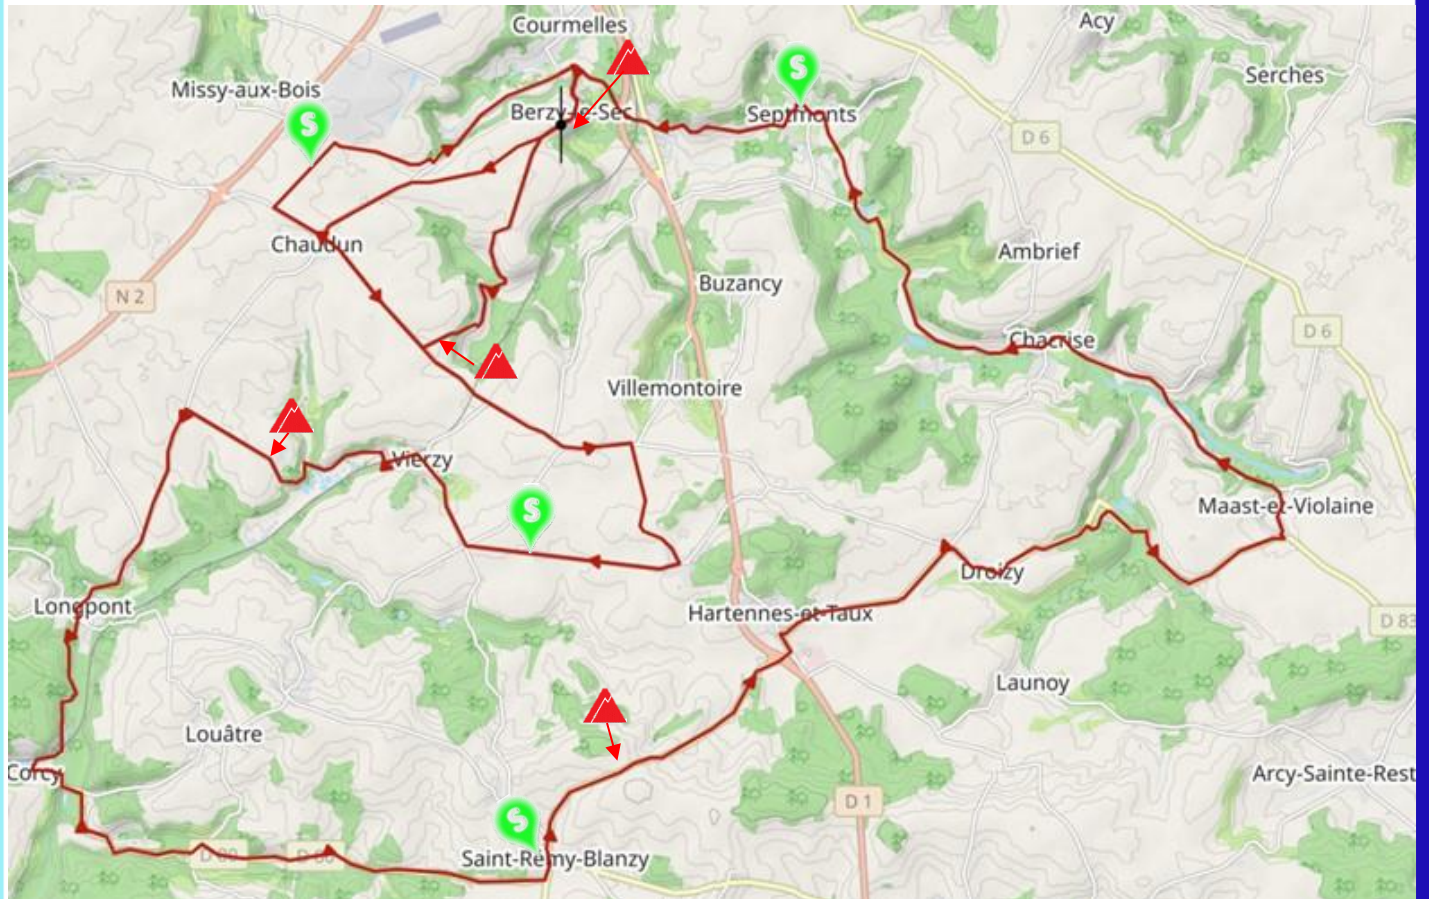 Courmelles
Acy
Serches
Missy-aux-Bois
S
S
Berzy-le-Sec
Septmonts
D 6
Chaudun
Ambrief
N 2
Buzancy
D 6
Chacrise
Villemontoire
Vierzy
S
Maast-et-Violaine
Droizy
Longpont
Hartennes-et-Taux
D 83
Launoy
Louâtre
Corcy
Arcy-Sainte-Rest
D 1
S
D 80
D 80
Saint-Rémy-Blanzy